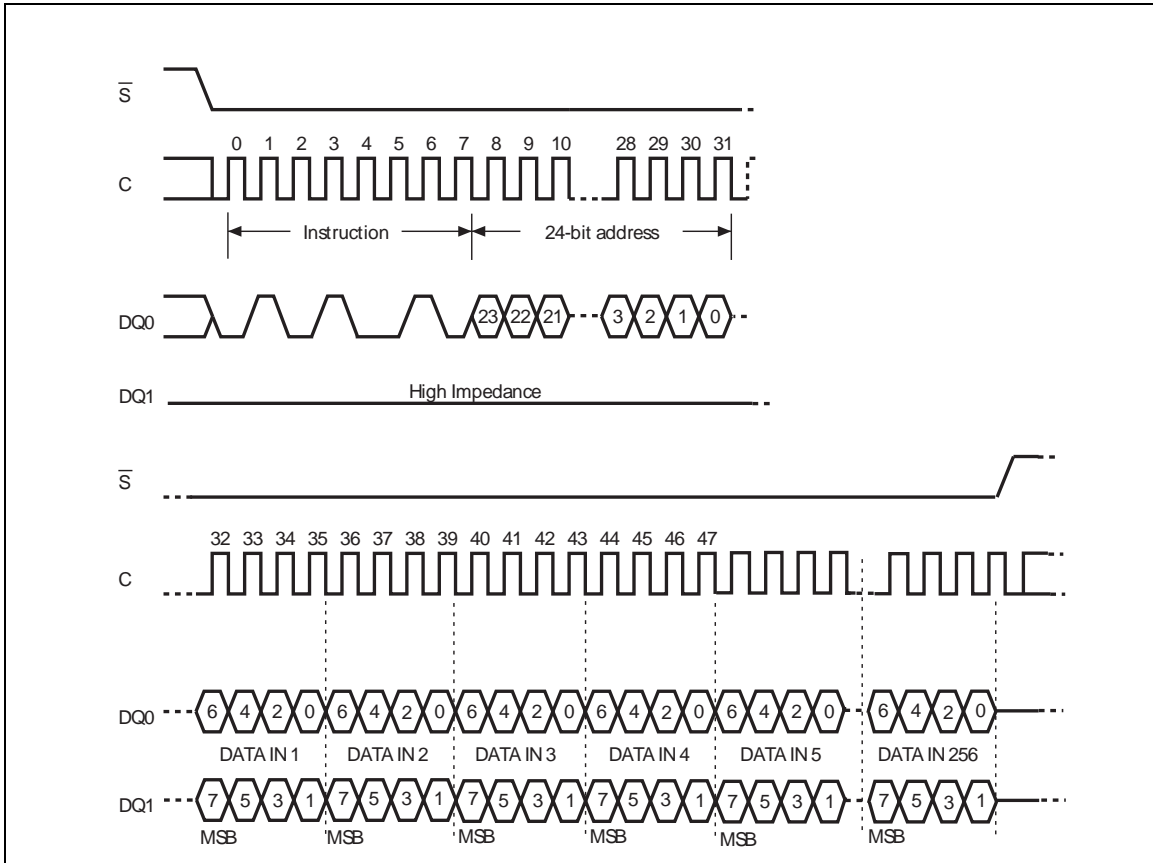 S
0 1 2 3 4 5 6 7 8 9 10 28 29 30 31
C
Instruction 24-bit address
DQ0 23 22 21 3 2 1 0
High Impedance
DQ1
S
32 33 34 35 36 37 38 39 40 41 42 43 44 45 46 47
C
DQ0 6 4 2 0 6 4 2 0 6 4 2 0 6 4 2 0 6 4 2 0 6 4 2 0
DATA IN 1 DATA IN 2 DATA IN 3 DATA IN 4 DATA IN 5 DATA IN 256
DQ1 7 5 3 1 7 5 3 1 7 5 3 1 7 5 3 1 7 5 3 1 7 5 3 1
MSB MSB MSB MSB MSB MSB